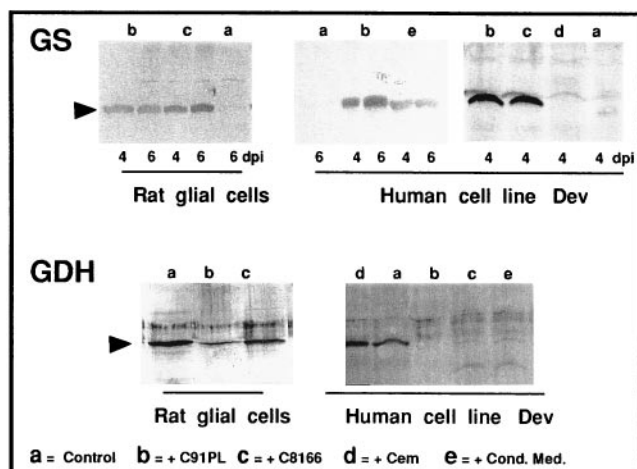 GS
b c a
a b e
b c d a
4 6 4 6 6 dpi
6 4 6 4 6
4 4 4 4 dpi
Rat glial cells
Human cell line Dev
GDH
a b c
d a b c e
Rat glial cells
Human cell line Dev
a = Control b = + C91PL c = + C8166 d = + Cem e = + Cond. Med.